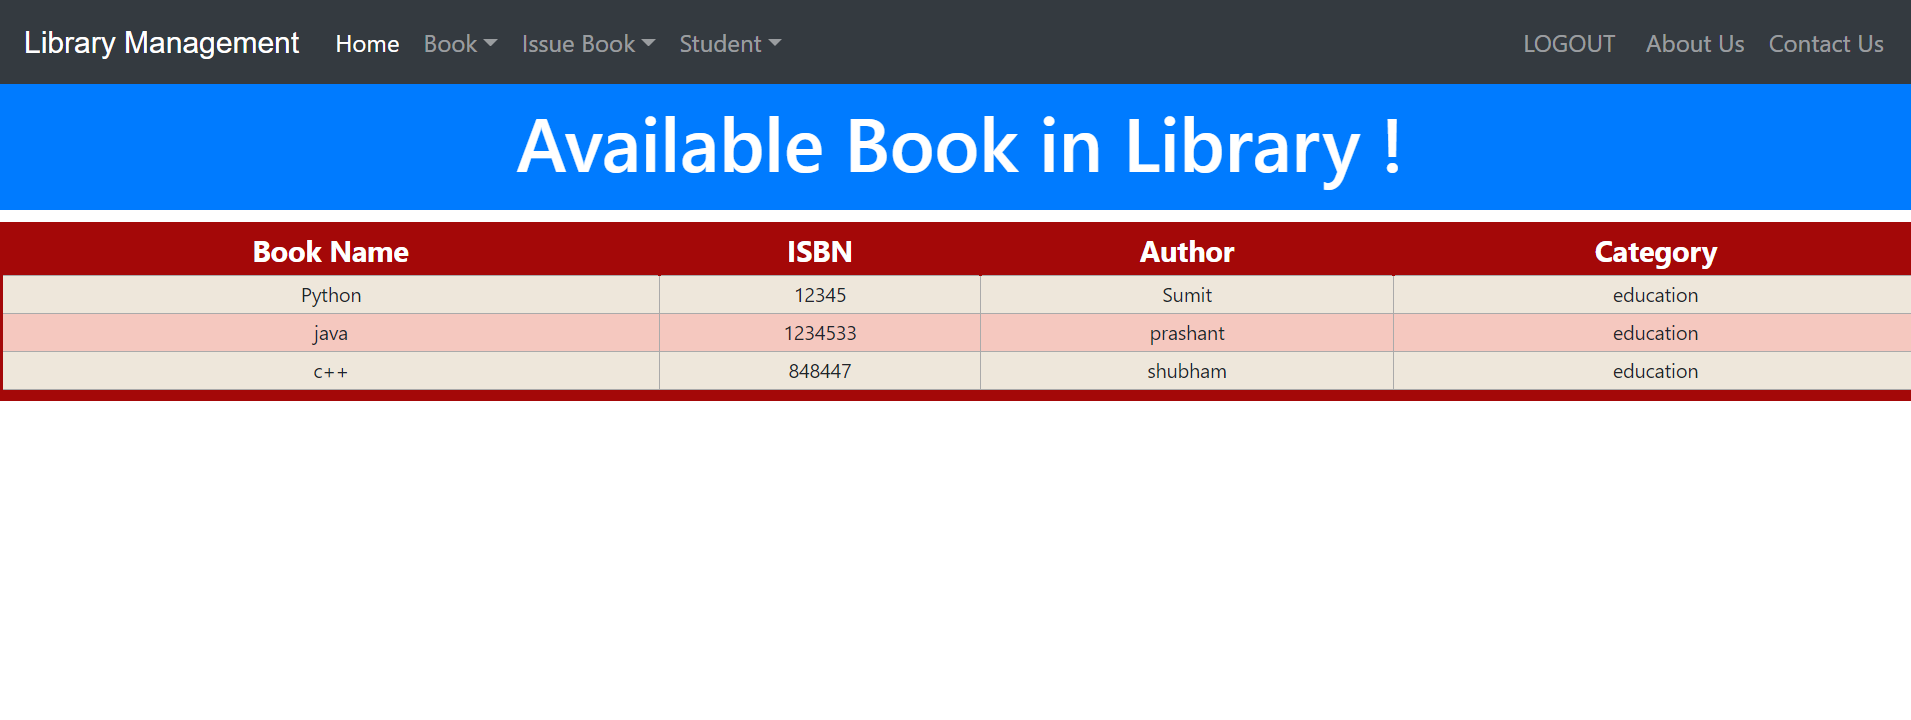 Library Management Home Book Issue Book Student LOGOUT About Us Contact Us
Available Book in Library !
Book Name ISBN Author Category
Python 12345 Sumit education
java 1234533 prashant education
c++ 848447 shubham education